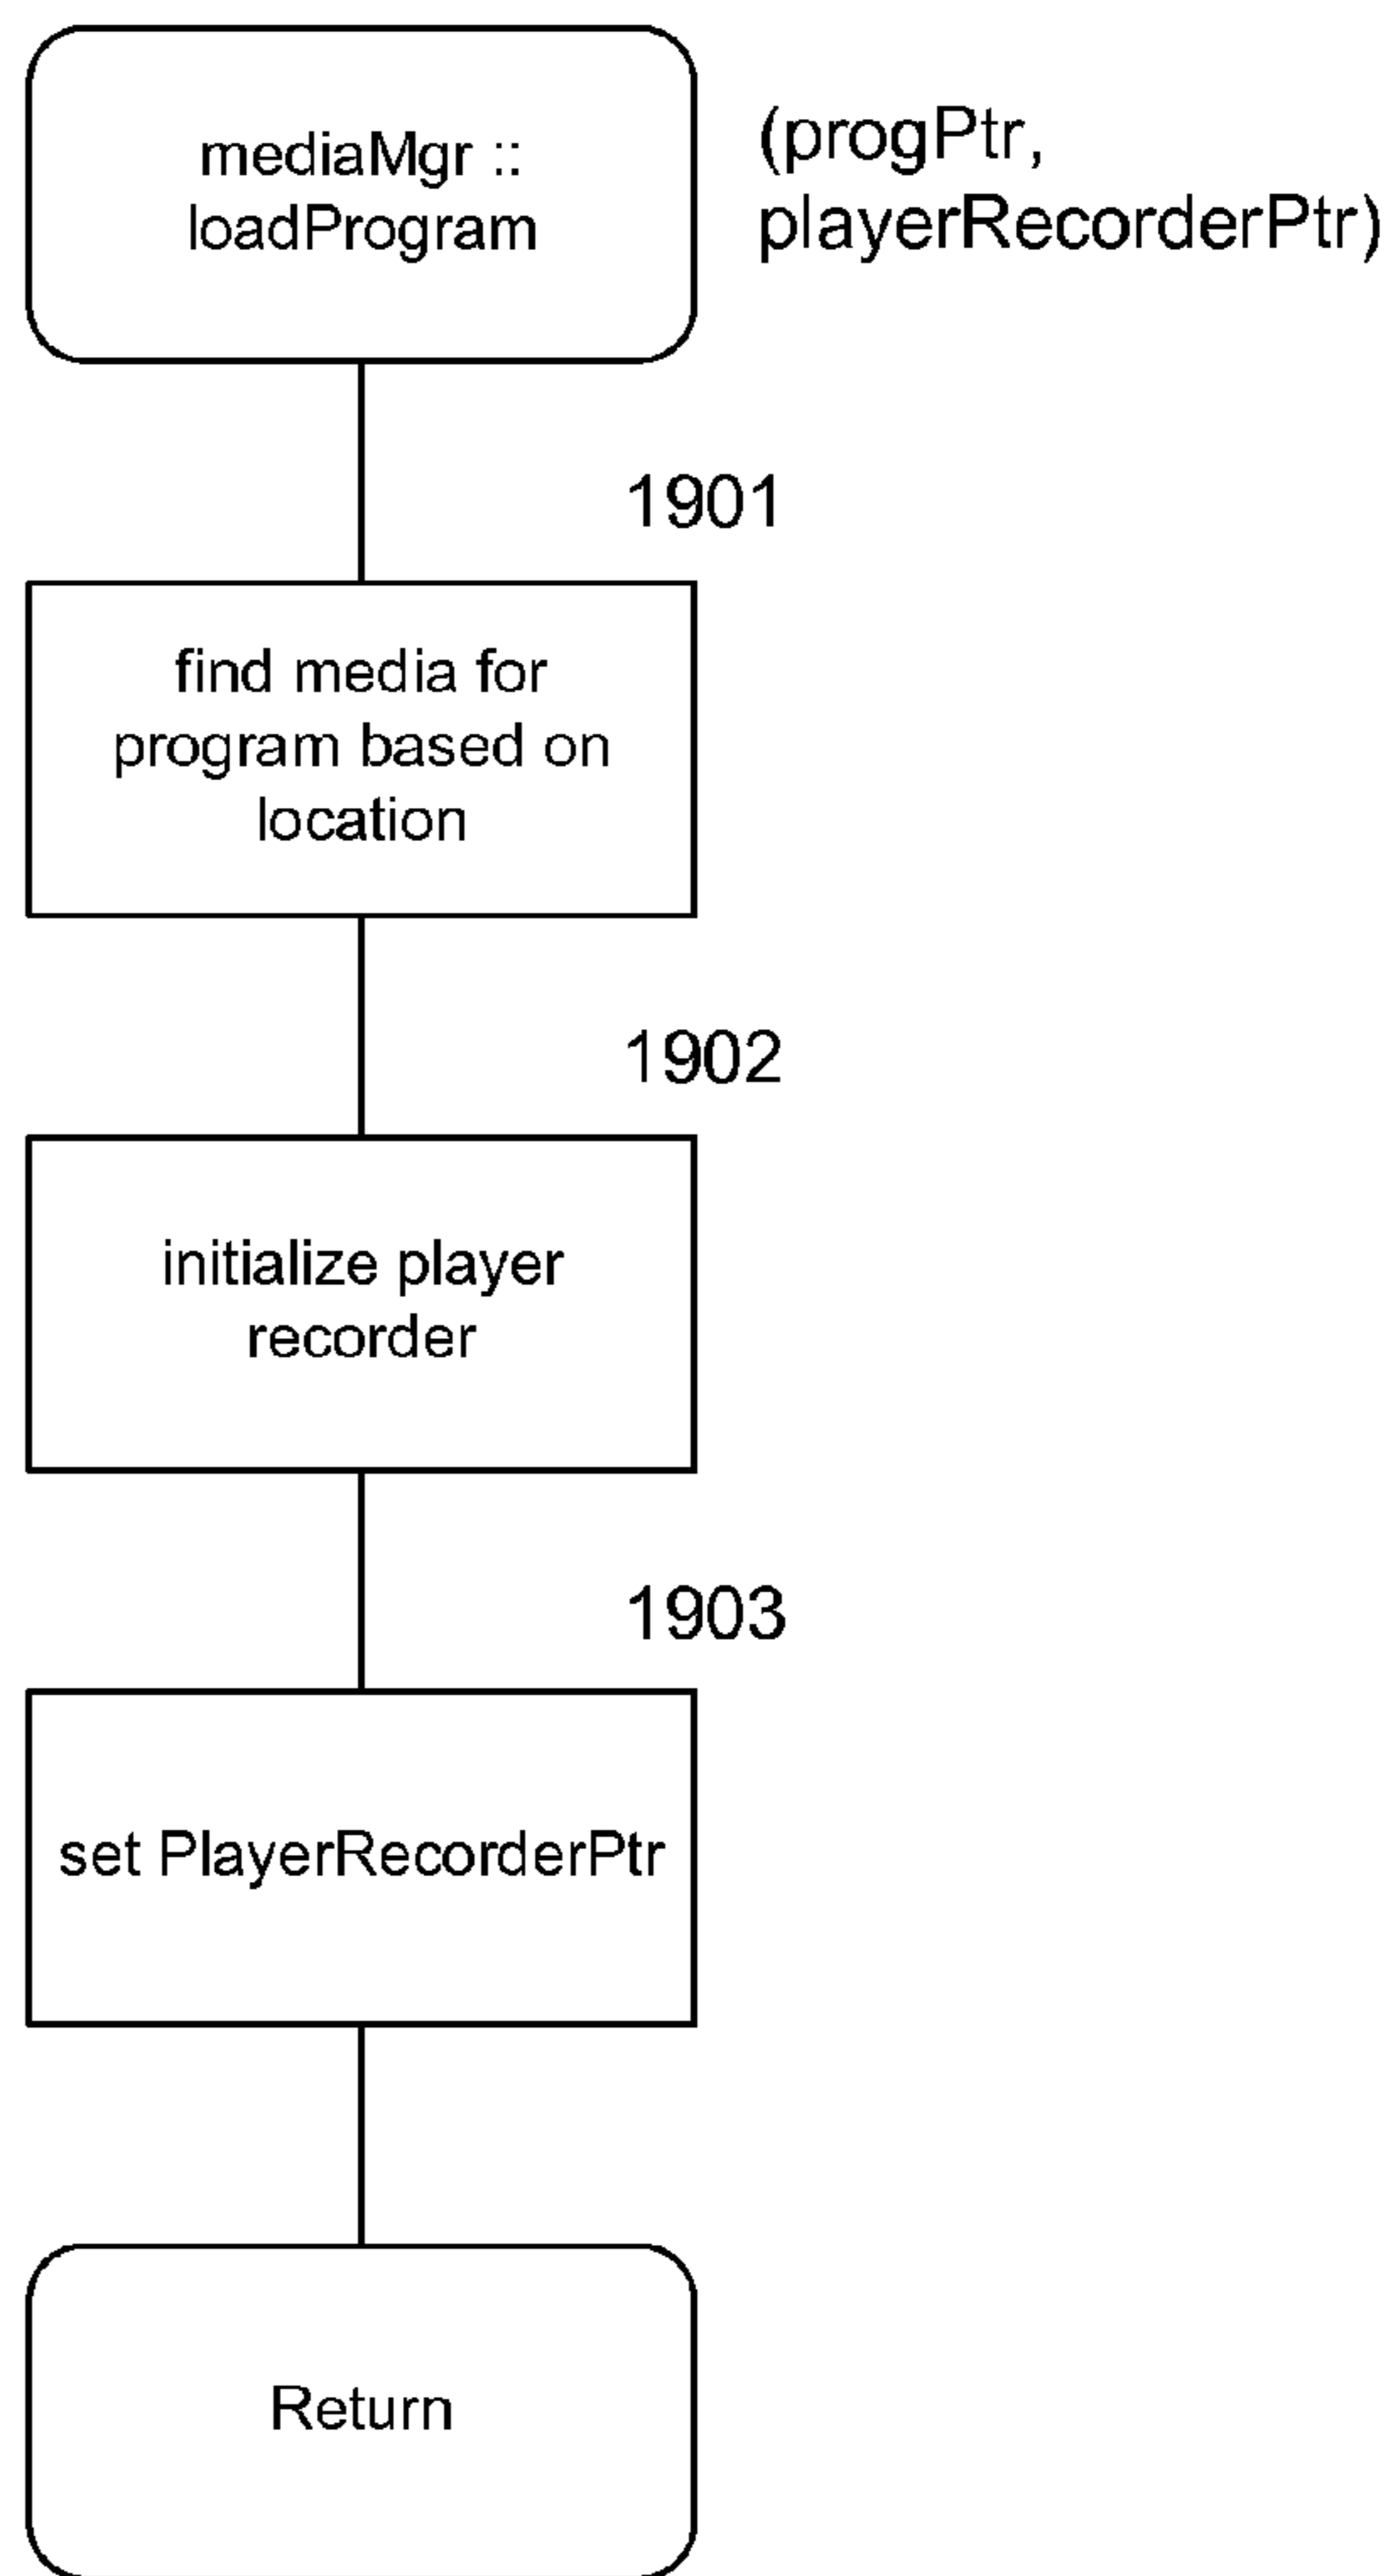 mediaMgr ::
loadProgram
(progPtr,
playerRecorderPtr)
1901
find media for
program based on
location
1902
initialize player
recorder
1903
set PlayerRecorderPtr
Return